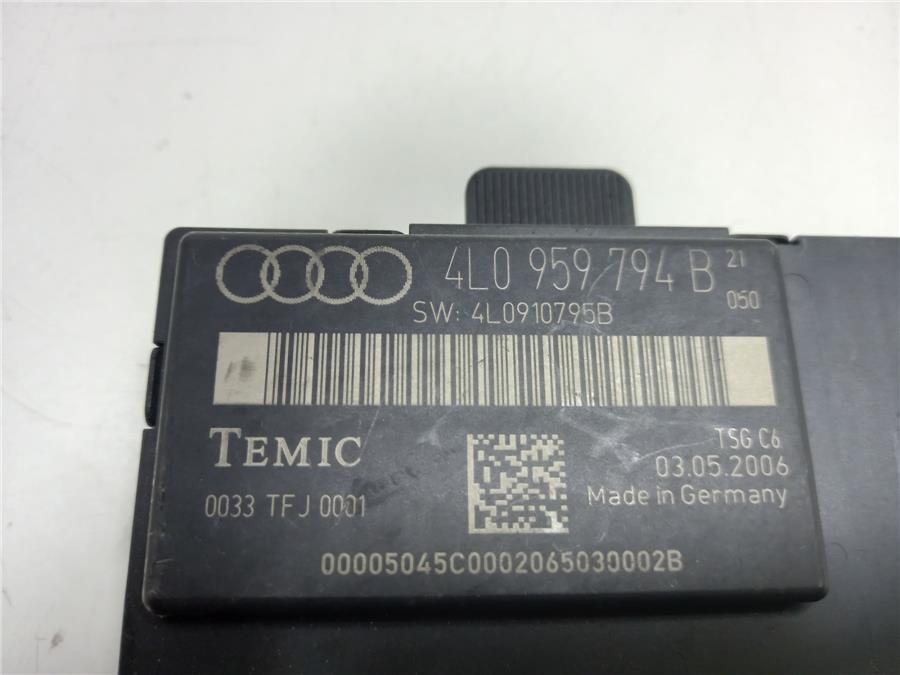 4L0 959 794 B 21
050
SW: 4L0910795B
TEMIC
TSG C6
03.05.2006
0033 TFJ 0001
Made in Germany
00005045C0002065030002B